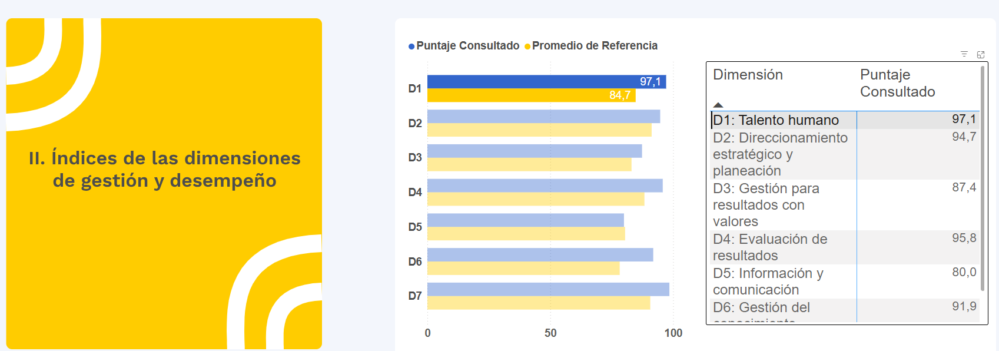 II. Índices de las dimensiones
de gestión y desempeño
Puntaje Consultado
Promedio de Referencia
D1
97,1
84,7
D2
D3
D4
D5
D6
D7
0
50
100
Dimensión
Puntaje
Consultado
D1: Talento humano
97,1
D2: Direccionamiento
estratégico y
planeación
94,7
D3: Gestión para
resultados con
valores
87,4
D4: Evaluación de
resultados
95,8
D5: Información y
comunicación
80,0
D6: Gestión del
91,9